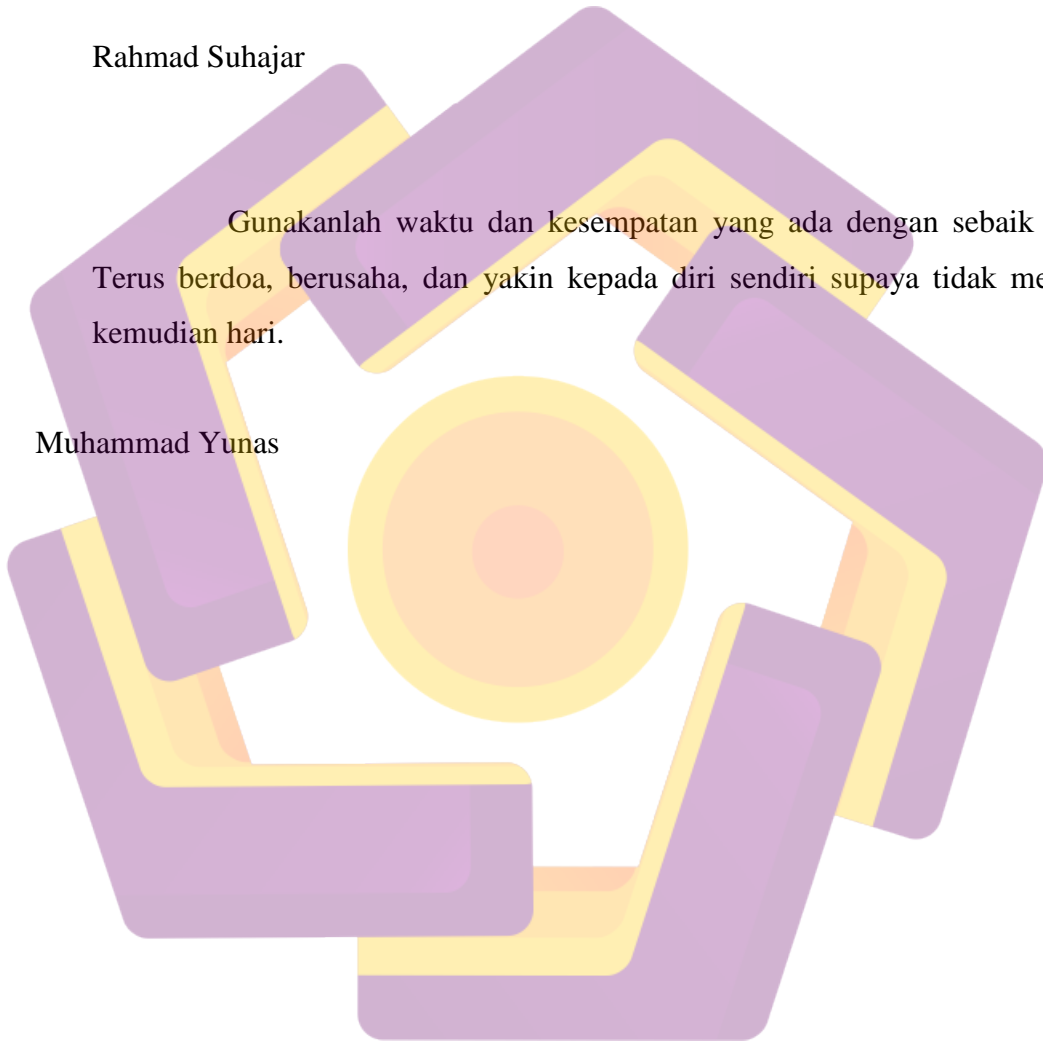 Rahmad Suhajar
Gunakanlah waktu dan kesempatan yang ada dengan sebaik
Terus berdoa, berusaha, dan yakin kepada diri sendiri supaya tidak me
kemudian hari.
Muhammad Yunas